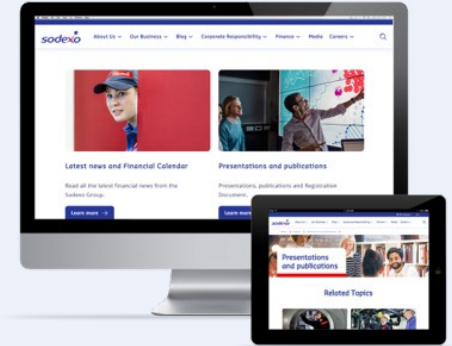 sodexo
About Us
Our Business
Blog
Corporate Responsibility
Finance
Media
Careers
Latest news and Financial Calendar
Presentations and publications
Read all the latest financial news from the
Sodexo Group.
Presentations, publications and Registration
Document.
Learn more →
Learn more
sodexo
Presentations
and publications
Related Topics